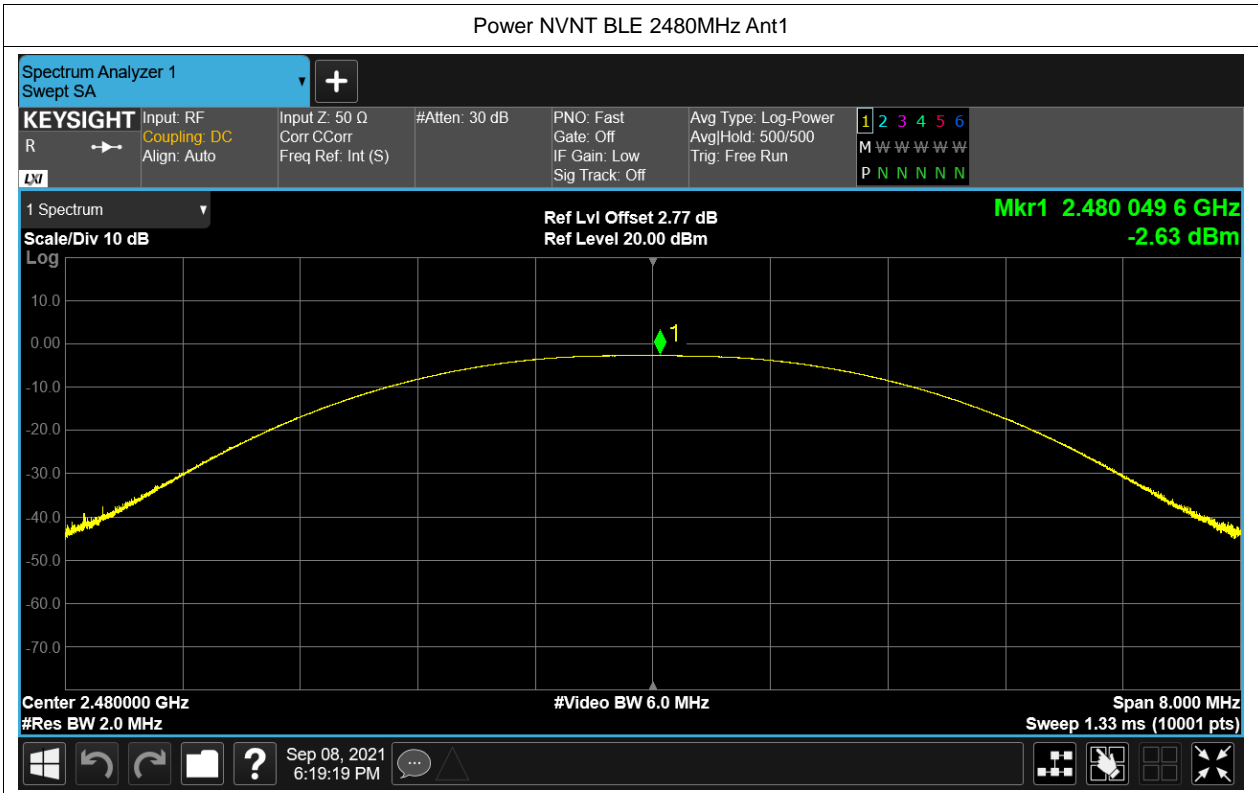 Power NVNT BLE 2480MHz Ant1
Spectrum Analyzer 1
Swept SA
KEYSIGHT
R
LXI
Input: RF
Coupling: DC
Align: Auto
Input Z: 50 Ω
Corr CCorr
Freq Ref: Int (S)
#Atten: 30 dB
PNO: Fast
Gate: Off
IF Gain: Low
Sig Track: Off
Avg Type: Log-Power
Avg|Hold: 500/500
Trig: Free Run
1 2 3 4 5 6
M W W W W W
P N N N N N
1 Spectrum
Scale/Div 10 dB
Log
Ref Lvl Offset 2.77 dB
Ref Level 20.00 dBm
Mkr1 2.480 049 6 GHz
-2.63 dBm
1
10.0
0.00
-10.0
-20.0
-30.0
-40.0
-50.0
-60.0
-70.0
Center 2.480000 GHz
#Res BW 2.0 MHz
#Video BW 6.0 MHz
Span 8.000 MHz
Sweep 1.33 ms (10001 pts)
?
Sep 08, 2021
6:19:19 PM